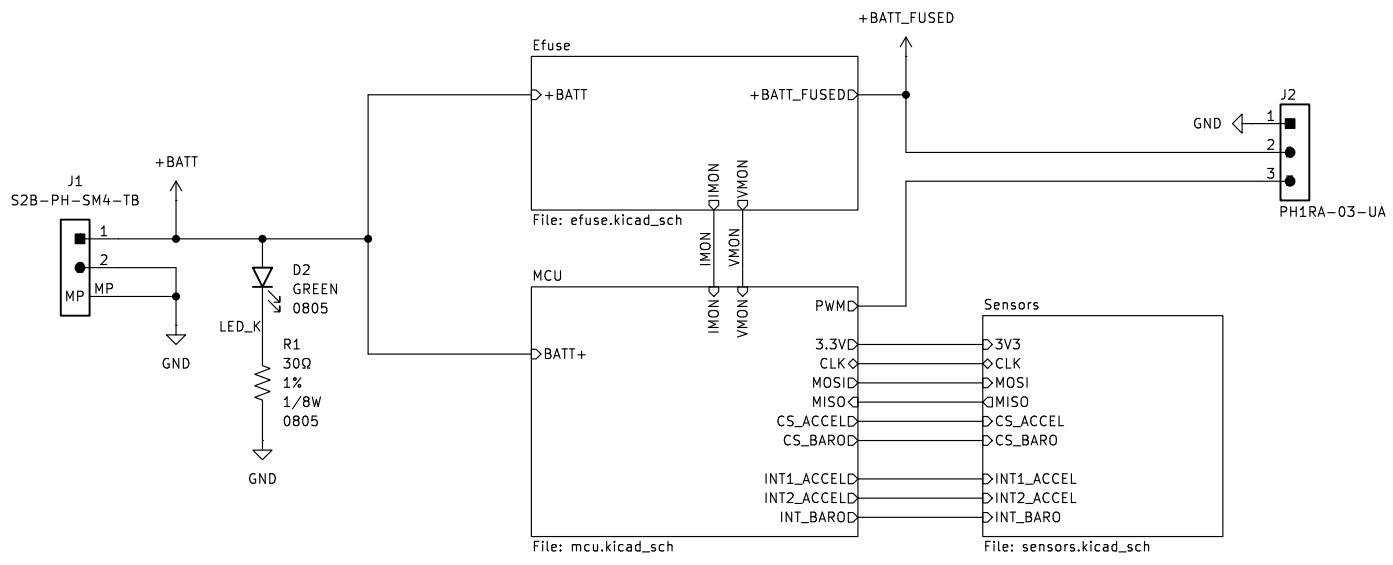 +BATT_FUSED
Efuse
+BATT
+BATT_FUSED
IMON
VMON
File: efuse.kicad_sch
J2
GND
1
2
3
PH1RA-03-UA
+BATT
J1
S2B-PH-SM4-TB
1
2
MP
MP
GND
D2
GREEN
0805
LED_K
R1
30Ω
1%
1/8W
0805
GND
IMON
VMON
MCU
IMON
VMON
BATT+
PWM
3.3V
CLK
MOSI
MISO
CS_ACCEL
CS_BARO
INT1_ACCEL
INT2_ACCEL
INT_BARO
File: mcu.kicad_sch
Sensors
3V3
CLK
MOSI
MISO
CS_ACCEL
CS_BARO
INT1_ACCEL
INT2_ACCEL
INT_BARO
File: sensors.kicad_sch